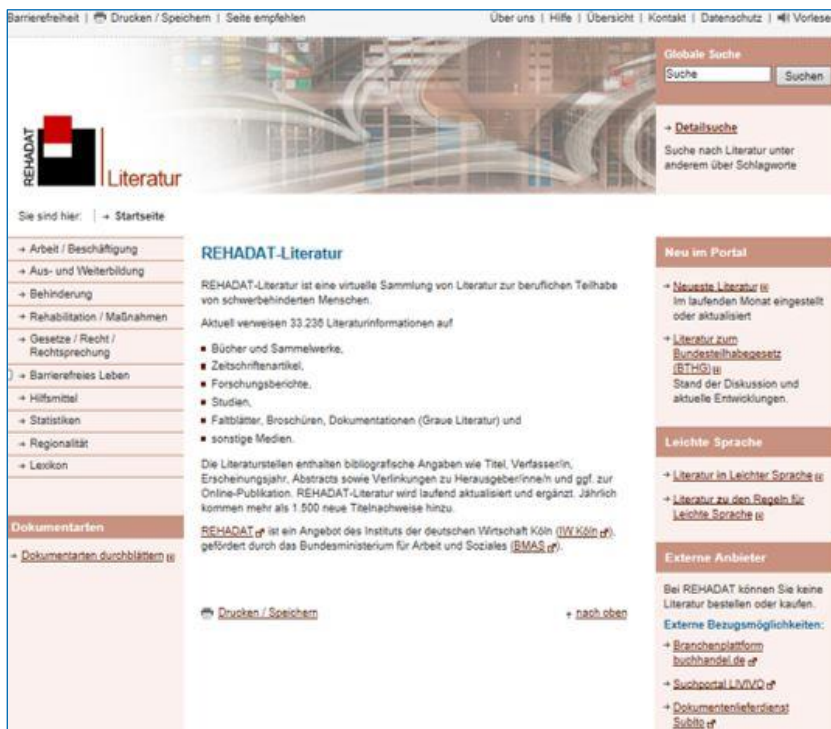 Barrierefreiheit | Drucken / Speichern | Seite empfehlen
Über uns | Hilfe | Übersicht | Kontakt | Datenschutz | Vorlese
REHADAT
Literatur
Globale Suche
Suche
Suchen
→ Detailsuche
Suche nach Literatur unter
anderem über Schlagworte
Sie sind hier: | → Startseite
→ Arbeit / Beschäftigung
→ Aus- und Weiterbildung
→ Behinderung
→ Rehabilitation / Maßnahmen
→ Gesetze / Recht /
Rechtsprechung
→ Barrierefreies Leben
→ Hilfsmittel
→ Statistiken
→ Regionalität
→ Lexikon
Dokumentarten
→ Dokumentarten durchblättern
REHADAT-Literatur
REHADAT-Literatur ist eine virtuelle Sammlung von Literatur zur beruflichen Teilhabe
von schwerbehinderten Menschen.
Aktuell verweisen 33.236 Literaturinformationen auf
▪ Bücher und Sammelwerke,
▪ Zeitschriftenartikel,
▪ Forschungsberichte,
▪ Studien,
▪ Faltblätter, Broschüren, Dokumentationen (Graue Literatur) und
▪ sonstige Medien.
Die Literaturstellen enthalten bibliografische Angaben wie Titel, Verfasser/in,
Erscheinungsjahr, Abstracts sowie Verlinkungen zu Herausgeber/inne/n und ggf. zur
Online-Publikation. REHADAT-Literatur wird laufend aktualisiert und ergänzt. Jährlich
kommen mehr als 1.500 neue Titelnachweise hinzu.
REHADAT ist ein Angebot des Instituts der deutschen Wirtschaft Köln (IW Köln),
gefördert durch das Bundesministerium für Arbeit und Soziales (BMAS).
Drucken / Speichern
nach oben
Neu im Portal
→ Neueste Literatur
Im laufenden Monat eingestellt
oder aktualisiert
→ Literatur zum
Bundesteilhabegesetz
(BTHG)
Stand der Diskussion und
aktuelle Entwicklungen.
Leichte Sprache
→ Literatur in Leichter Sprache
→ Literatur zu den Regeln für
Leichte Sprache
Externe Anbieter
Bei REHADAT können Sie keine
Literatur bestellen oder kaufen.
Externe Bezugsmöglichkeiten:
→ Branchenplattform
buchhandel.de
→ Suchportal LIVIVO
→ Dokumentenlieferdienst
Subito